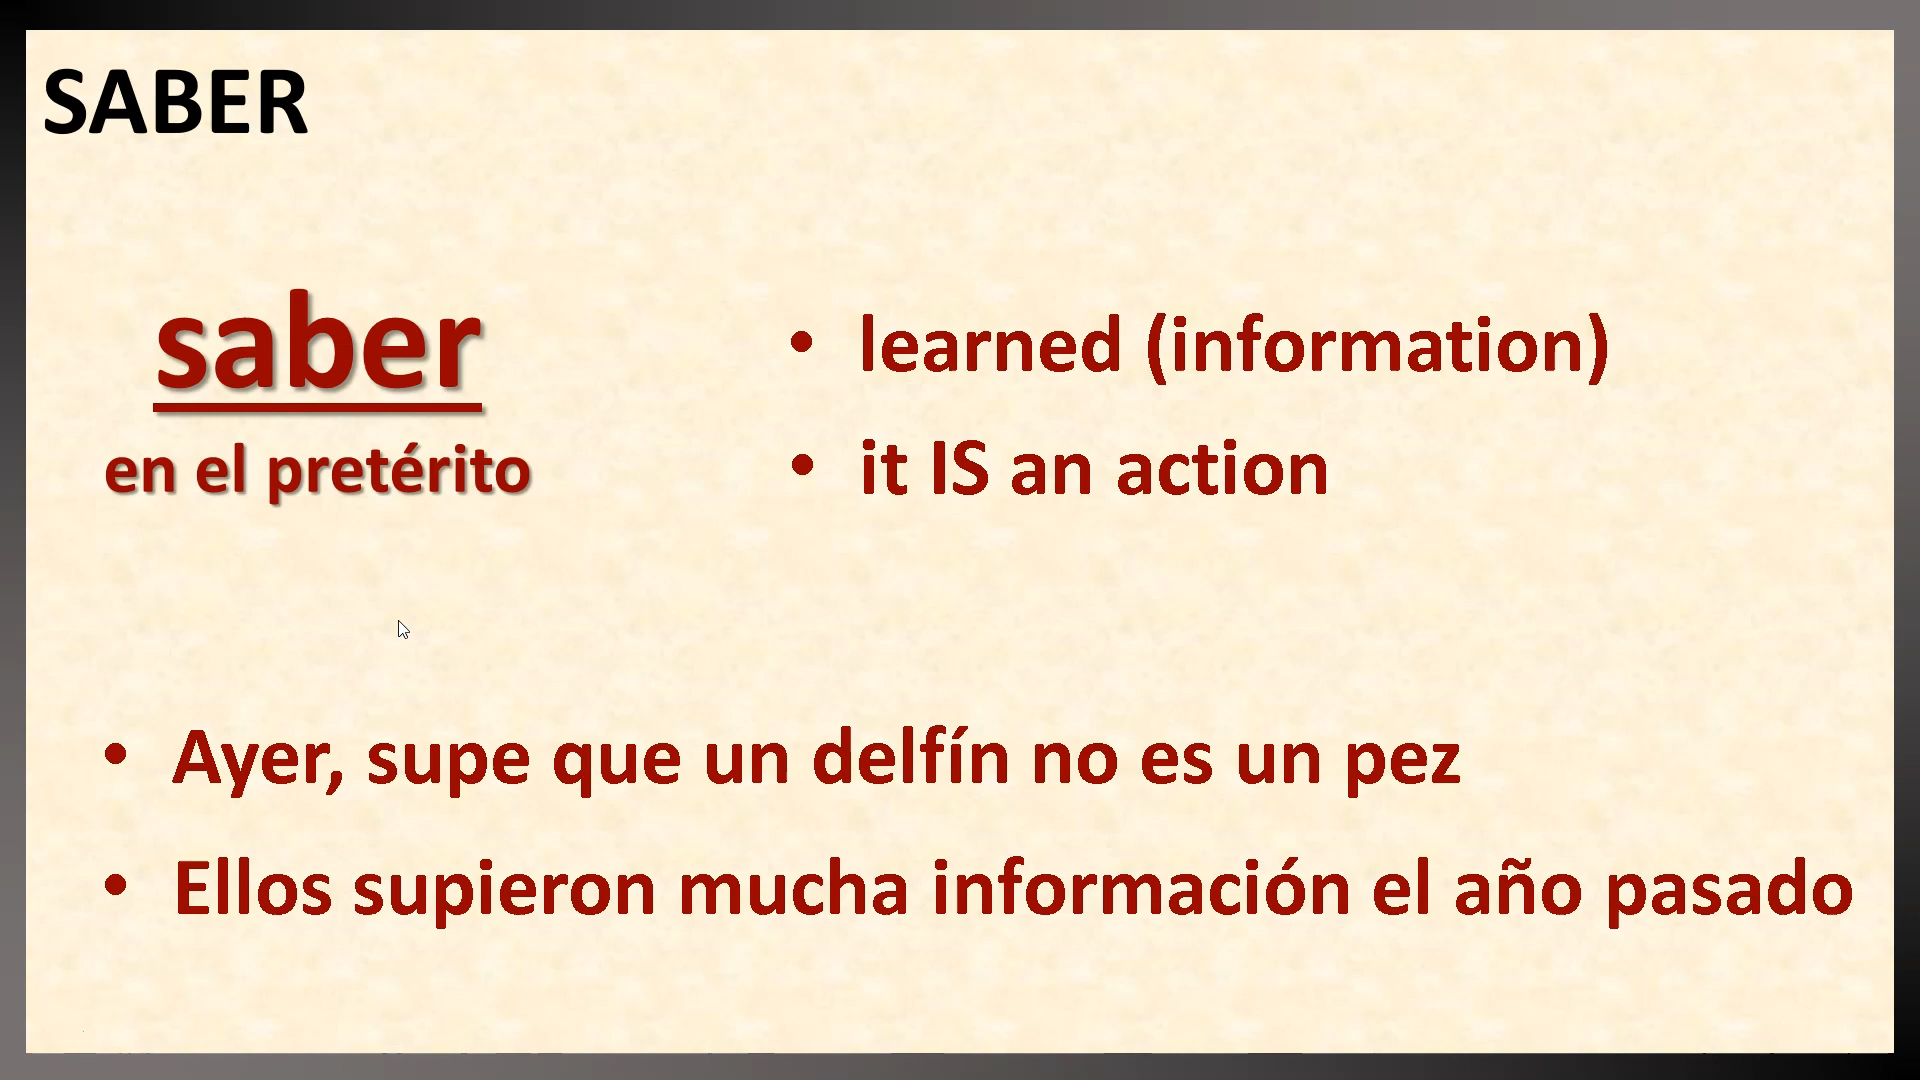 SABER
saber
en el pretérito
• learned (information)
• it IS an action
• Ayer, supe que un delfín no es un pez
• Ellos supieron mucha información el año pasado